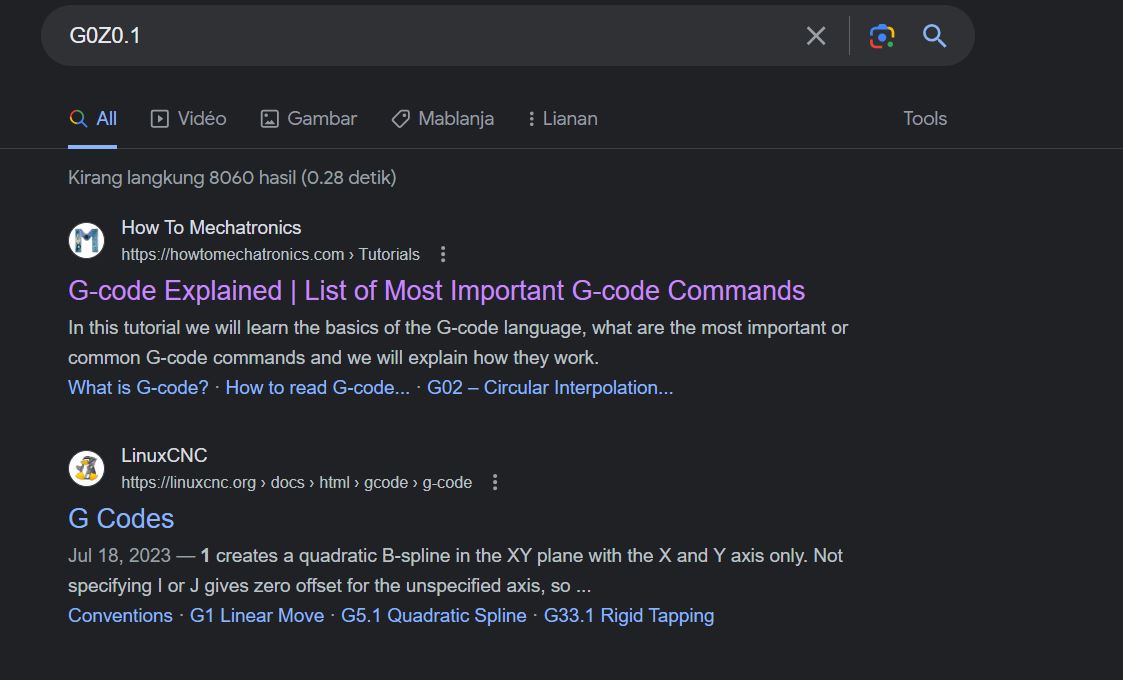 G0Z0.1
All Vidéo Gambar Mablanja Lianan Tools
Kirang langkung 8060 hasil (0.28 detik)
How To Mechatronics
https://howtomechatronics.com › Tutorials
G-code Explained | List of Most Important G-code Commands
In this tutorial we will learn the basics of the G-code language, what are the most important or
common G-code commands and we will explain how they work.
What is G-code? · How to read G-code... · G02 – Circular Interpolation...
LinuxCNC
https://linuxcnc.org › docs › html › gcode › g-code
G Codes
Jul 18, 2023 — 1 creates a quadratic B-spline in the XY plane with the X and Y axis only. Not
specifying I or J gives zero offset for the unspecified axis, so ...
Conventions · G1 Linear Move · G5.1 Quadratic Spline · G33.1 Rigid Tapping